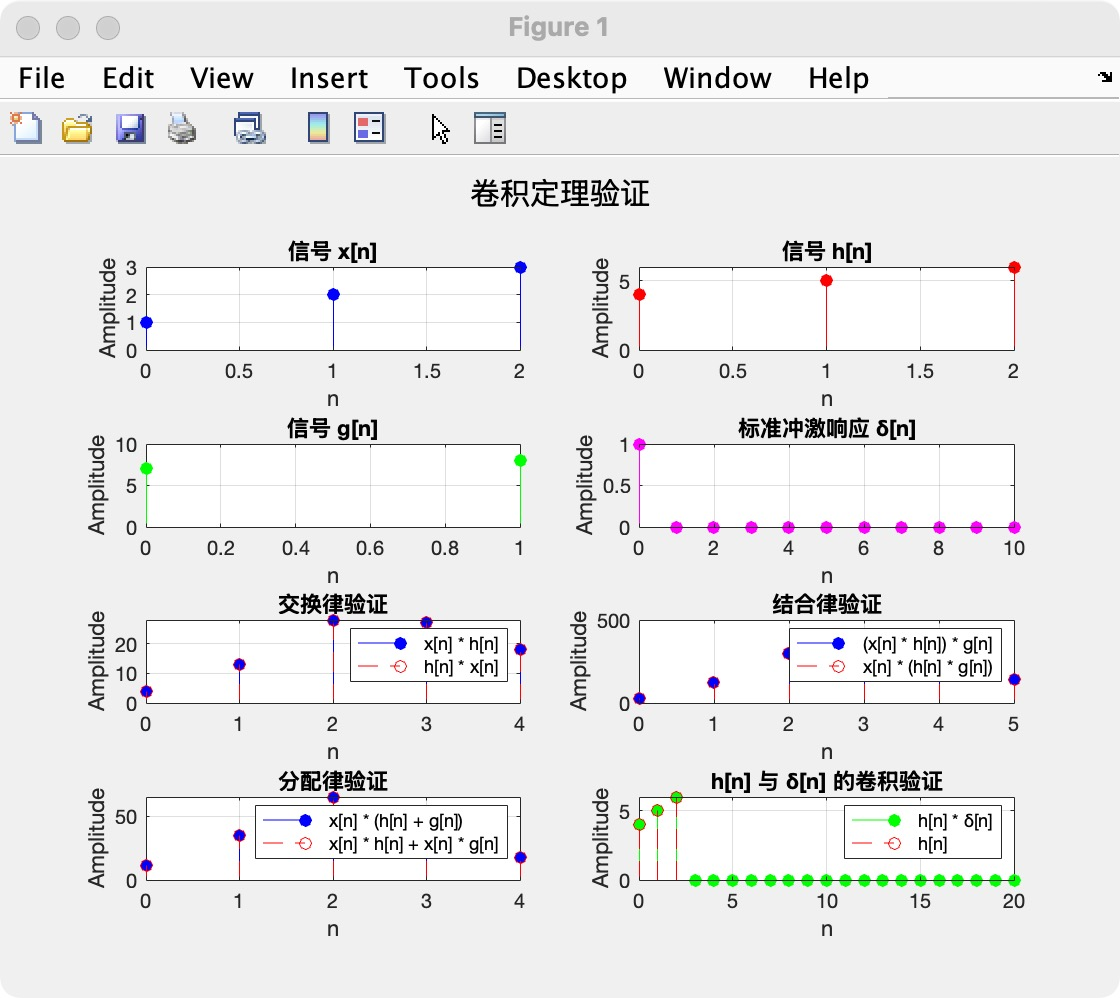 Figure 1
File Edit View Insert Tools Desktop Window Help
卷积定理验证
信号 x[n]
Amplitude
3
2
1
0
0 0.5 1 1.5 2
n
信号 h[n]
Amplitude
5
0
0 0.5 1 1.5 2
n
信号 g[n]
Amplitude
10
5
0
0 0.2 0.4 0.6 0.8 1
n
标准冲激响应 δ[n]
Amplitude
1
0.5
0
0 2 4 6 8 10
n
交换律验证
Amplitude
20
10
0
x[n] * h[n]
h[n] * x[n]
0 1 2 3 4
n
结合律验证
Amplitude
500
0
(x[n] * h[n]) * g[n]
x[n] * (h[n] * g[n])
0 1 2 3 4 5
n
分配律验证
Amplitude
50
0
x[n] * (h[n] + g[n])
x[n] * h[n] + x[n] * g[n]
0 1 2 3 4
n
h[n] 与 δ[n] 的卷积验证
Amplitude
5
0
h[n] * δ[n]
h[n]
0 5 10 15 20
n